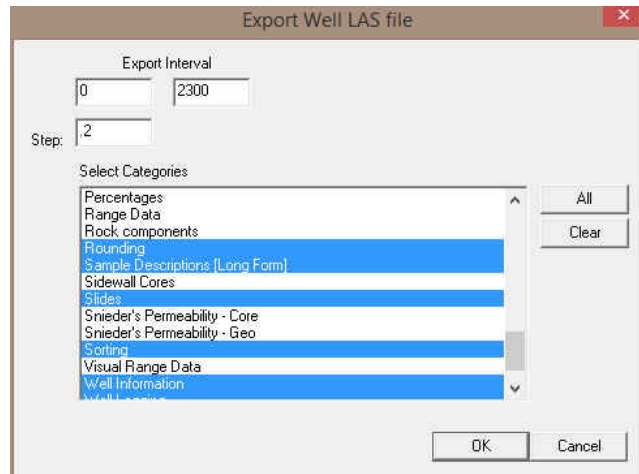 Export Well LAS file
Export Interval
0 2300
Step: .2
Select Categories
Percentages
Range Data
Rock components
Rounding
Sample Descriptions [Long Form]
Sidewall Cores
Slides
Snieder's Permeability - Core
Snieder's Permeability - Geo
Sorting
Visual Range Data
Well Information
Well Logging
All
Clear
OK Cancel